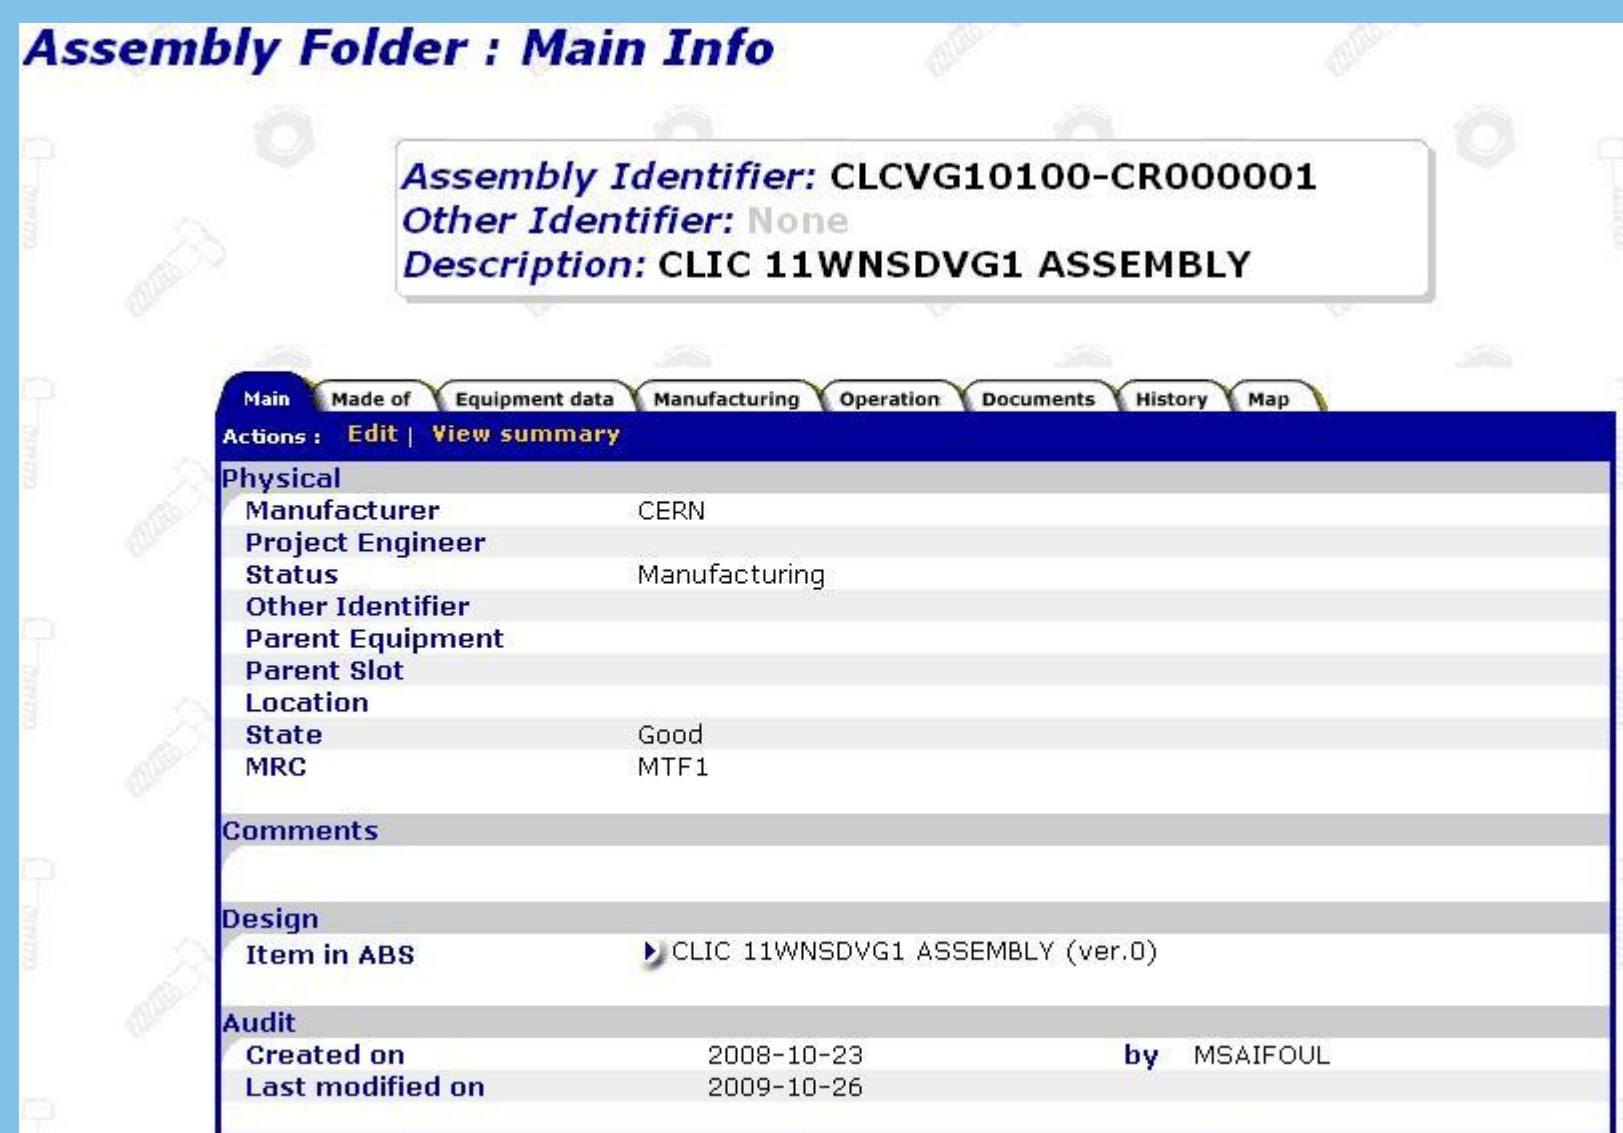 Assembly Folder : Main Info
Assembly Identifier: CLCVG10100-CR000001
Other Identifier: None
Description: CLIC 11WNSDVG1 ASSEMBLY
Main Made of Equipment data Manufacturing Operation Documents History Map
Actions : Edit | View summary
Physical
Manufacturer CERN
Project Engineer
Status Manufacturing
Other Identifier
Parent Equipment
Parent Slot
Location
State Good
MRC MTF1
Comments
Design
Item in ABS CLIC 11WNSDVG1 ASSEMBLY (ver.0)
Audit
Created on 2008-10-23 by MSAIFOUL
Last modified on 2009-10-26